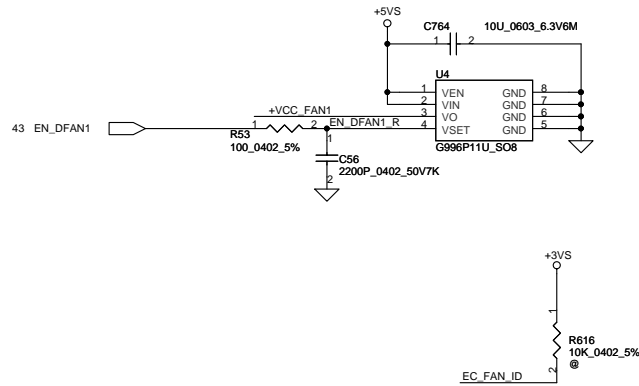 +5VS
C764 10U_0603_6.3V6M
1 2
U4
1 VEN GND 8
2 VIN GND 7
+VCC_FAN1 3 VO GND 6
43 EN_DFAN1 1 2 EN_DFAN1_R 4 VSET GND 5
R53
100_0402_5%
G996P11U_SO8
1
C56
2200P_0402_50V7K
2
+3VS
1
R616
10K_0402_5%
@
2
EC_FAN_ID